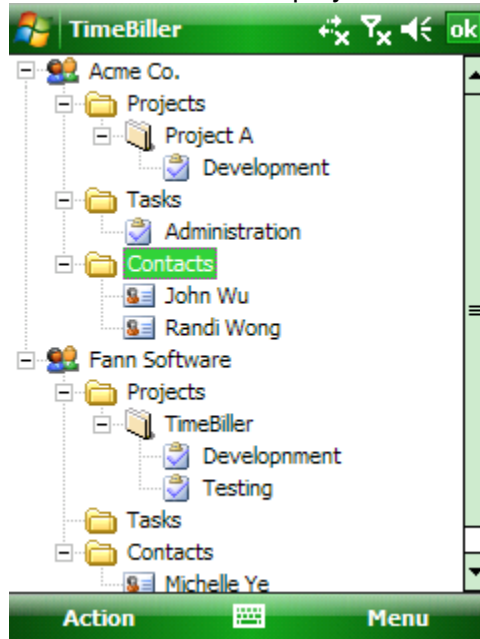 TimeBiller ok
Acme Co.
Projects
Project A
Development
Tasks
Administration
Contacts
John Wu
Randi Wong
Fann Software
Projects
TimeBiller
Developnment
Testing
Tasks
Contacts
Michelle Ye
Action Menu